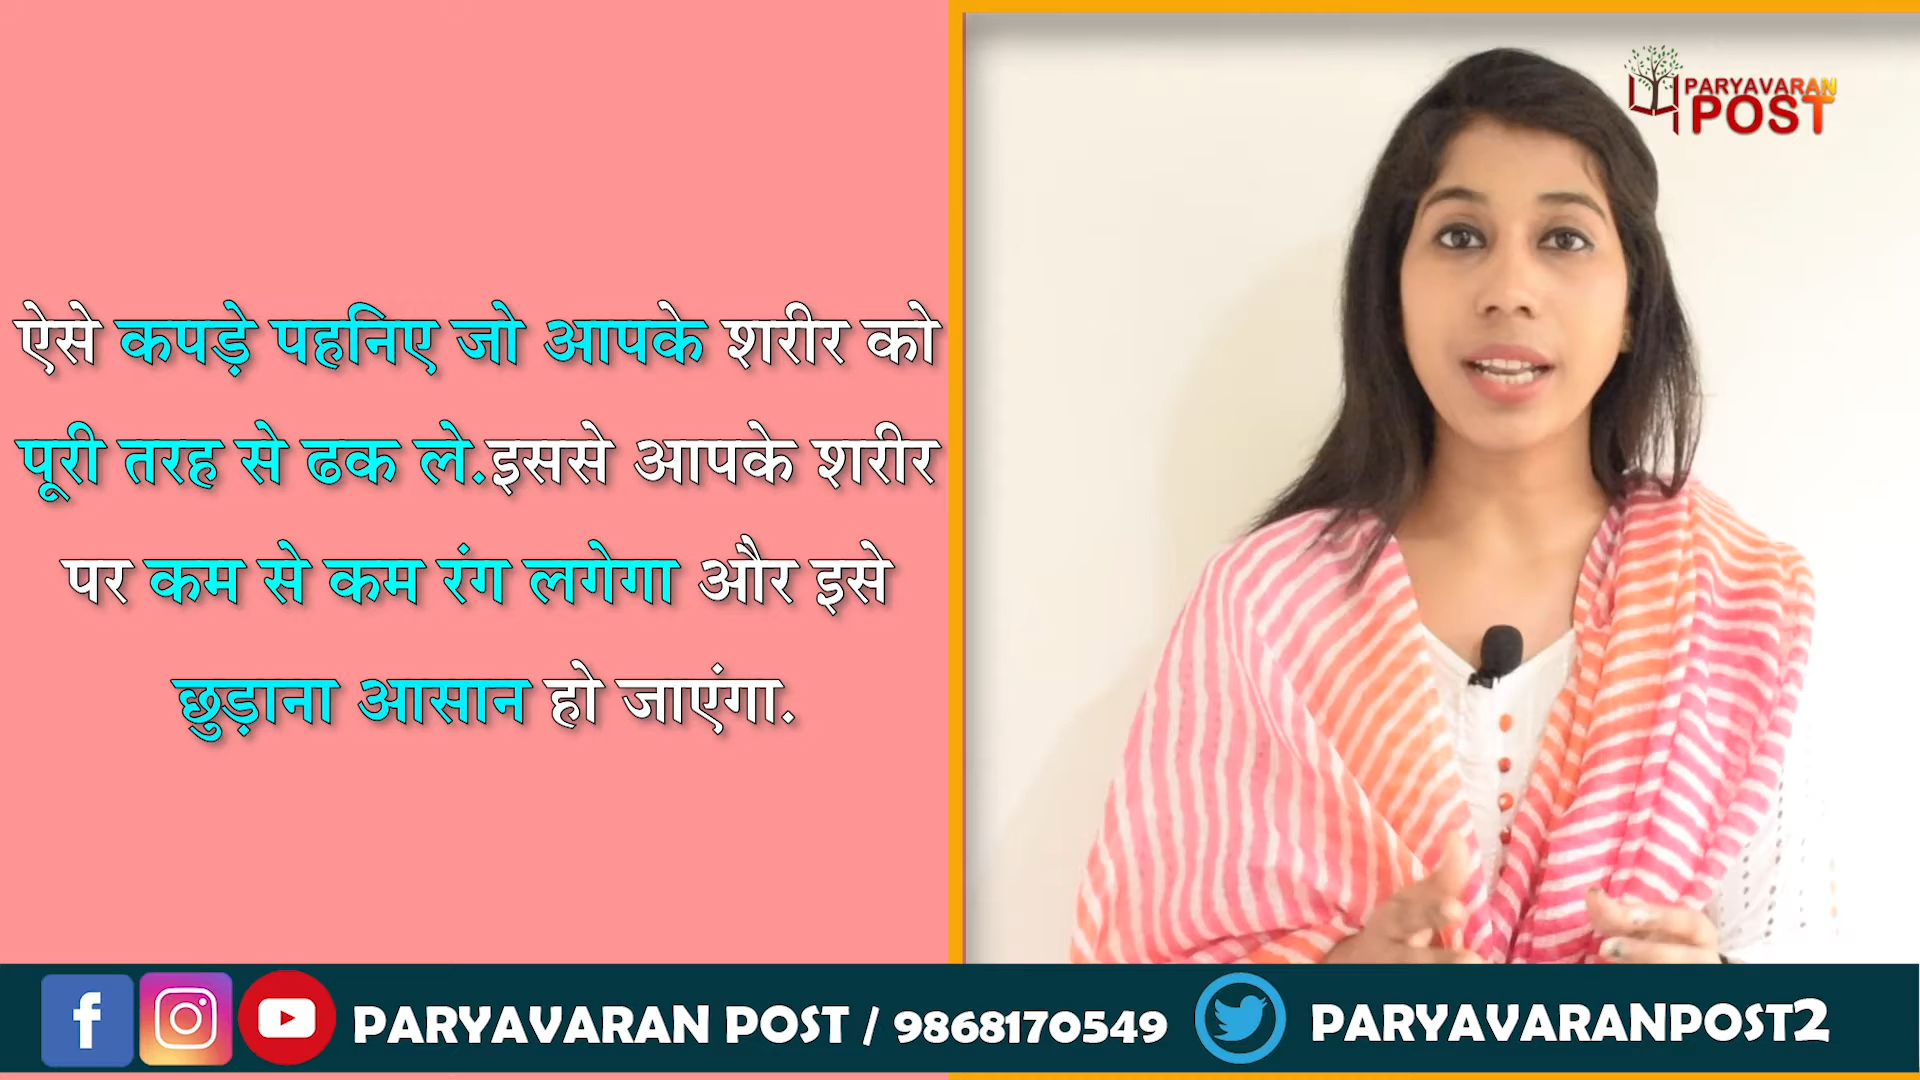 ऐसे कपड़े पहनिए जो आपके शरीर को
पूरी तरह से ढक ले.इससे आपके शरीर
पर कम से कम रंग लगेगा और इसे
छुड़ाना आसान हो जाएंगा.
PARYAVARAN
POST
PARYAVARAN POST / 9868170549
PARYAVARANPOST2